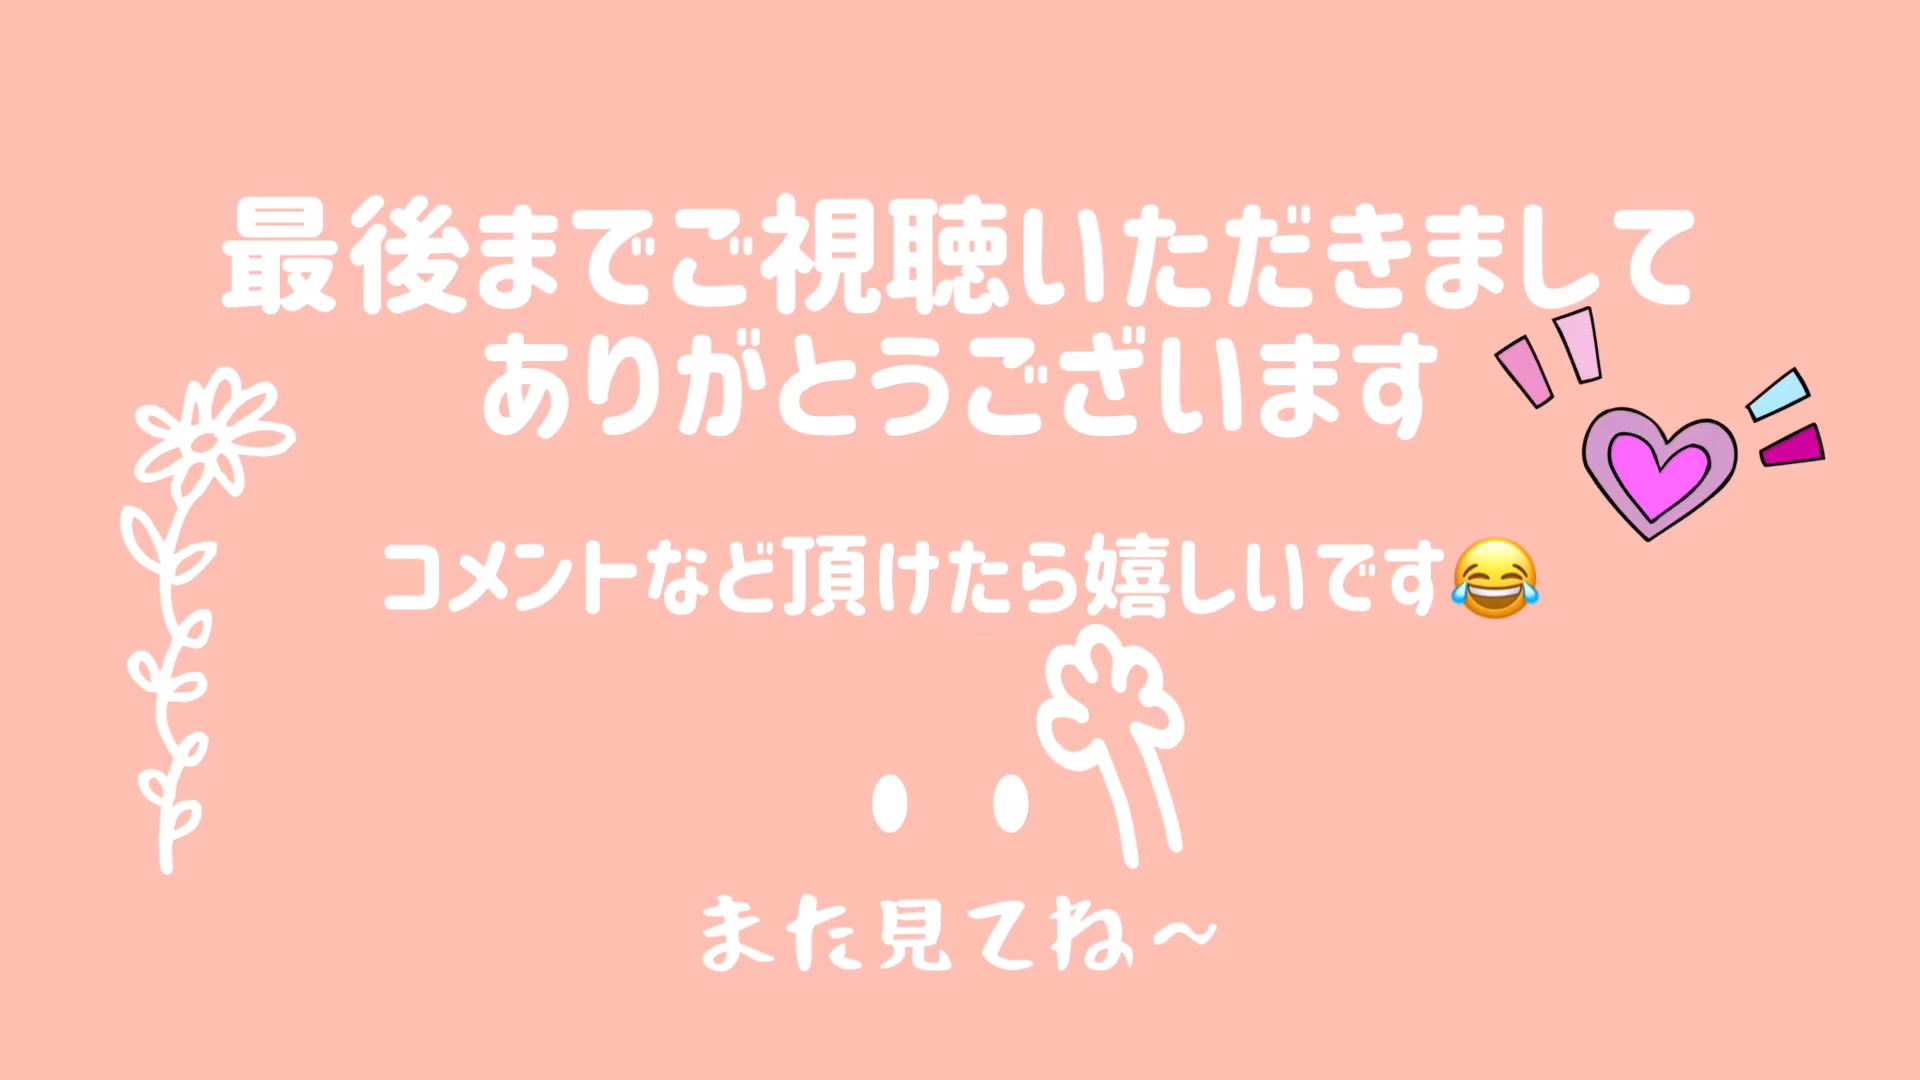 最後までご視聴いただきまして
ありがとうございます
コメントなど頂けたら嬉しいです😂
また見てね〜